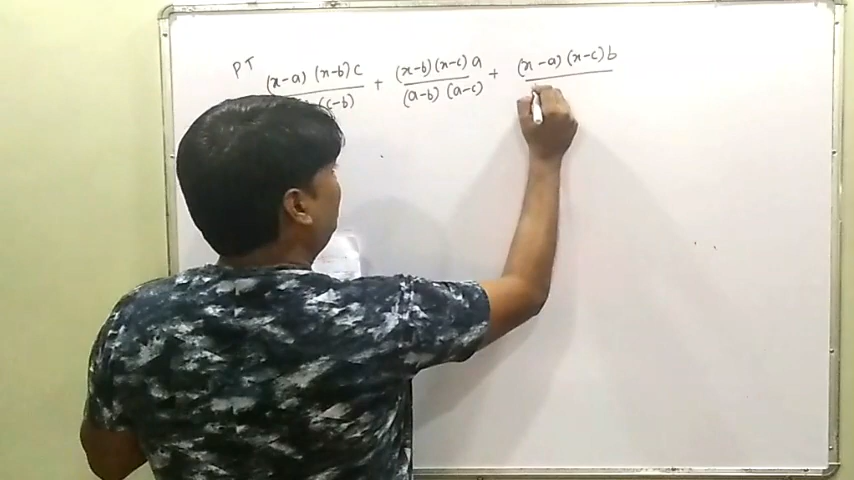 PT (x-a) (x-b) c + (x-b) (x-c) a + (x-a) (x-c) b
(c-b) (a-b) (a-c)